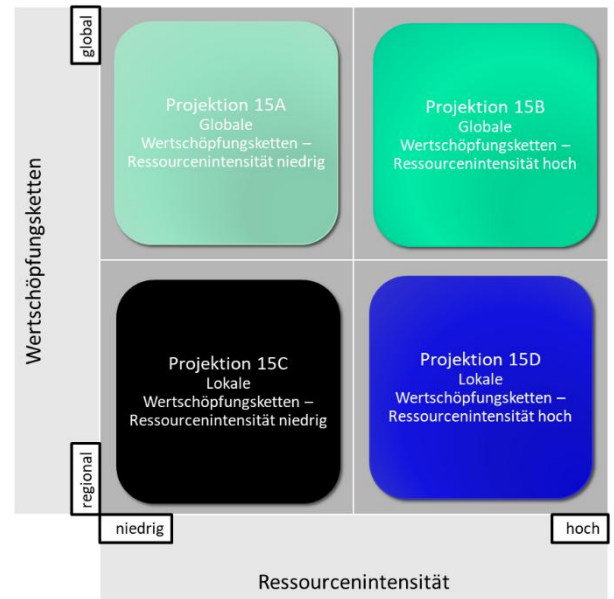 global
Wertschöpfungsketten
regional
Projektion 15A
Globale
Wertschöpfungsketten –
Ressourcenintensität niedrig
Projektion 15B
Globale
Wertschöpfungsketten –
Ressourcenintensität hoch
Projektion 15C
Lokale
Wertschöpfungsketten –
Ressourcenintensität niedrig
Projektion 15D
Lokale
Wertschöpfungsketten –
Ressourcenintensität hoch
niedrig
hoch
Ressourcenintensität